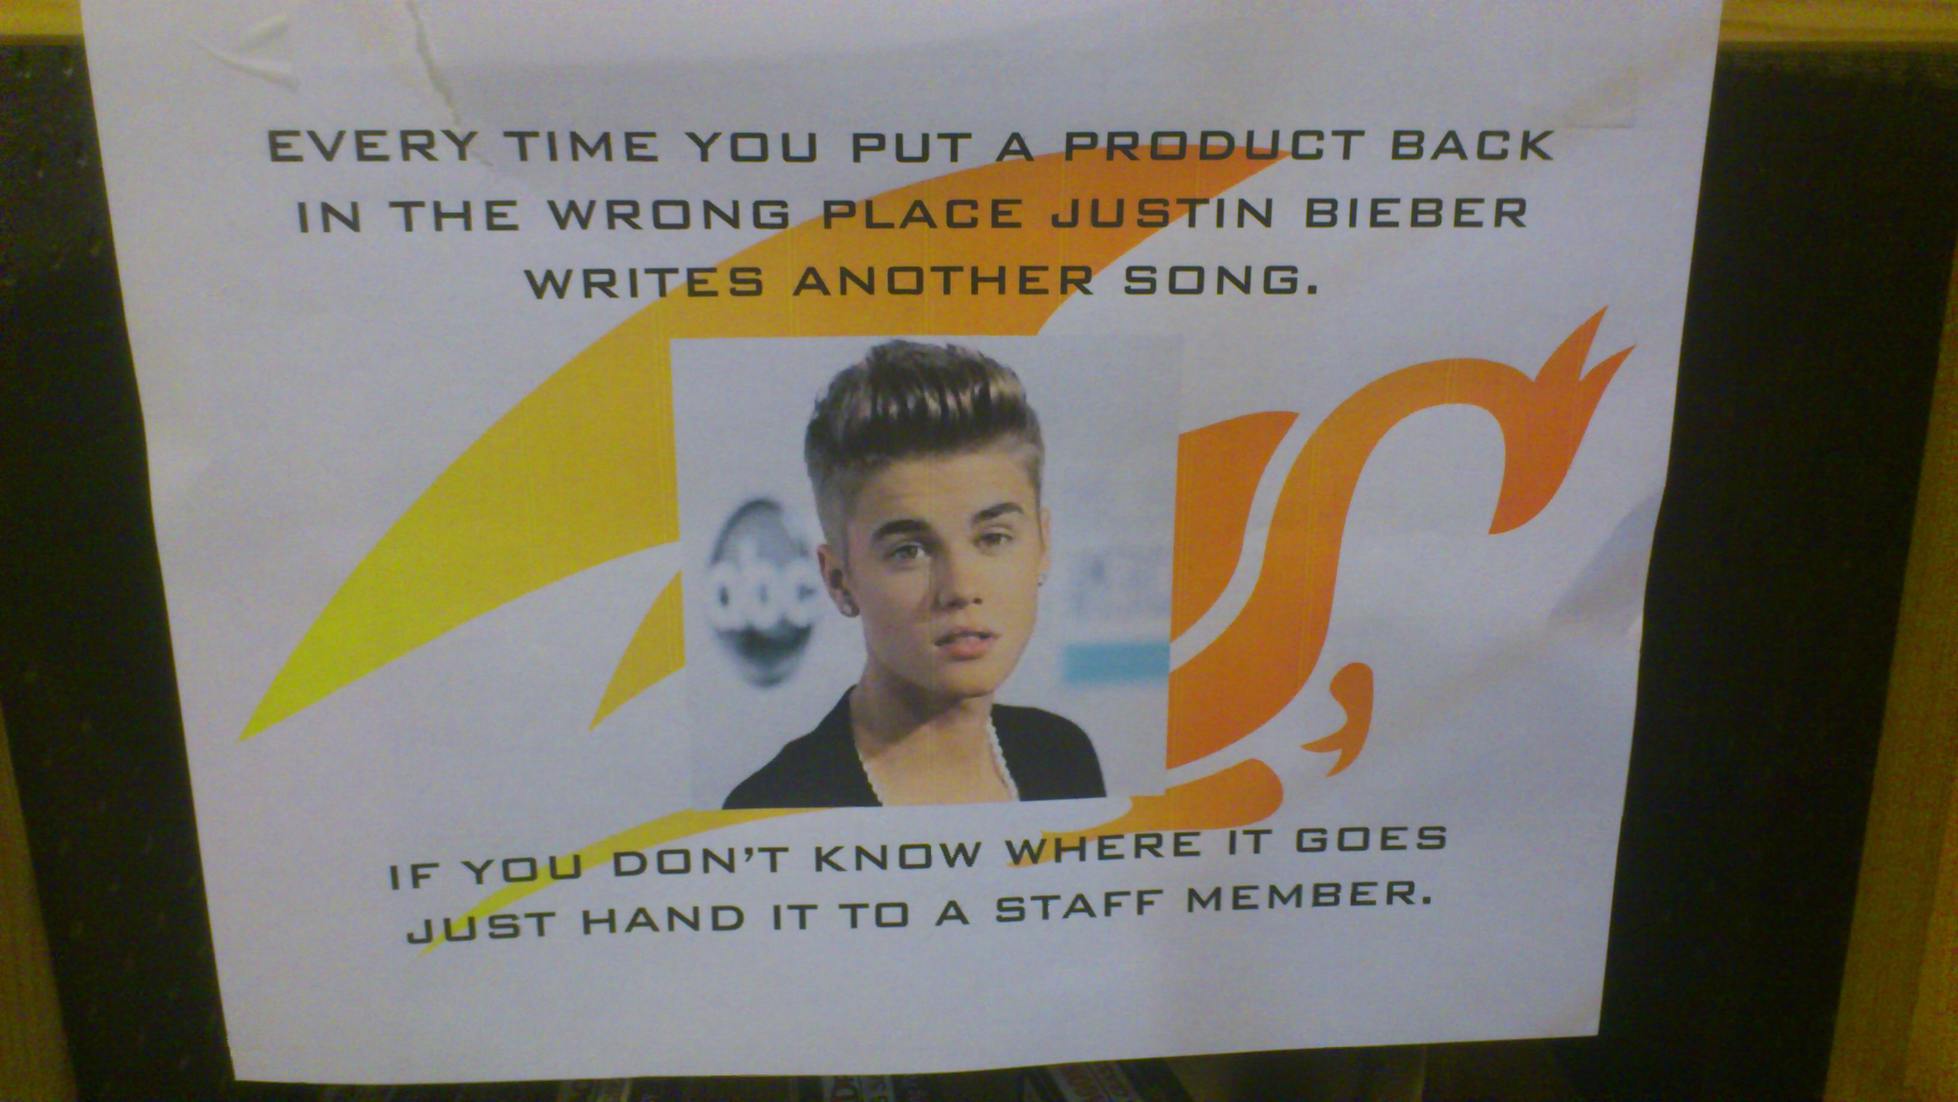 EVERY TIME YOU PUT A PRODUCT BACK
IN THE WRONG PLACE JUSTIN BIEBER
WRITES ANOTHER SONG.
abc
IF YOU DON'T KNOW WHERE IT GOES
JUST HAND IT TO A STAFF MEMBER.